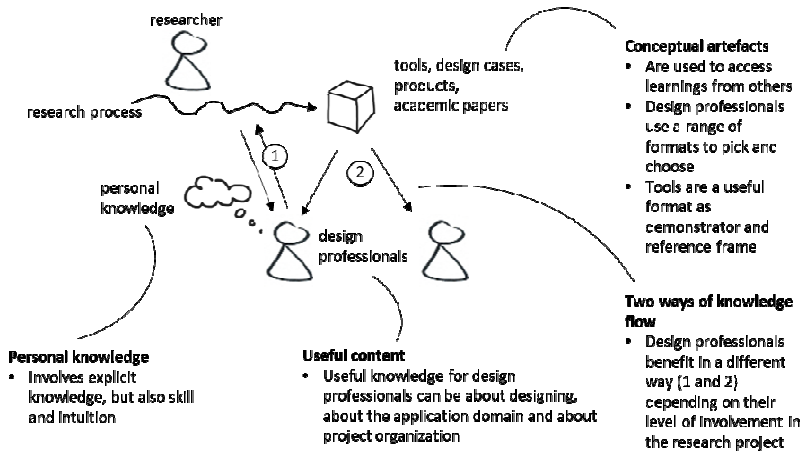 researcher
tools, design cases,
products,
academic papers
research process
1
2
personal
knowledge
design
professionals
Conceptual artefacts
• Are used to access
learnings from others
• Design professionals
use a range of
formats to pick and
choose
• Tools are a useful
format as
demonstrator and
reference frame
Two ways of knowledge
flow
• Design professionals
benefit in a different
way (1 and 2)
depending on their
level of involvement in
the research project
Personal knowledge
• Involves explicit
knowledge, but also skill
and intuition
Useful content
• Useful knowledge for design
professionals can be about designing,
about the application domain and about
project organization